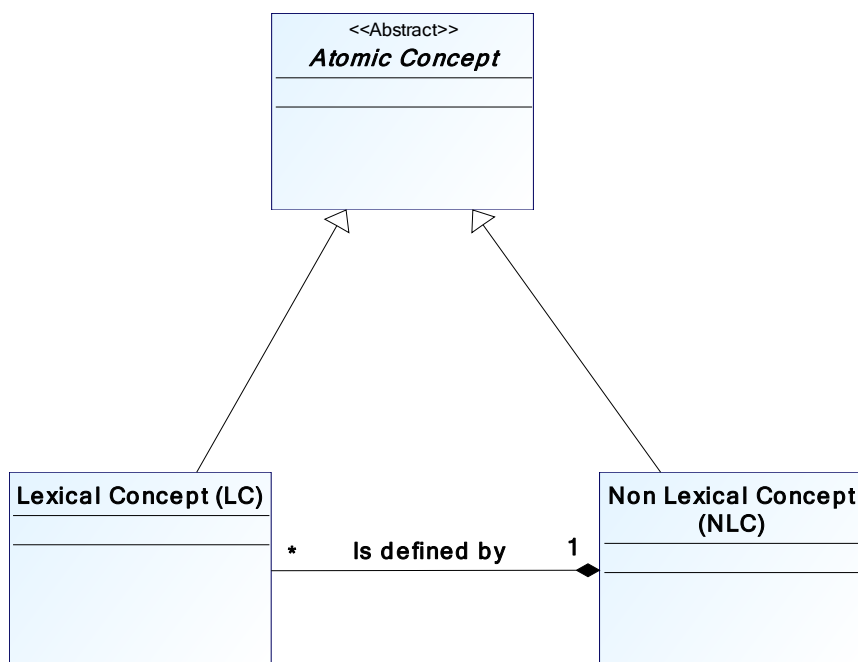 <<Abstract>>
Atomic Concept
Lexical Concept (LC)
Non Lexical Concept
(NLC)
* Is defined by 1